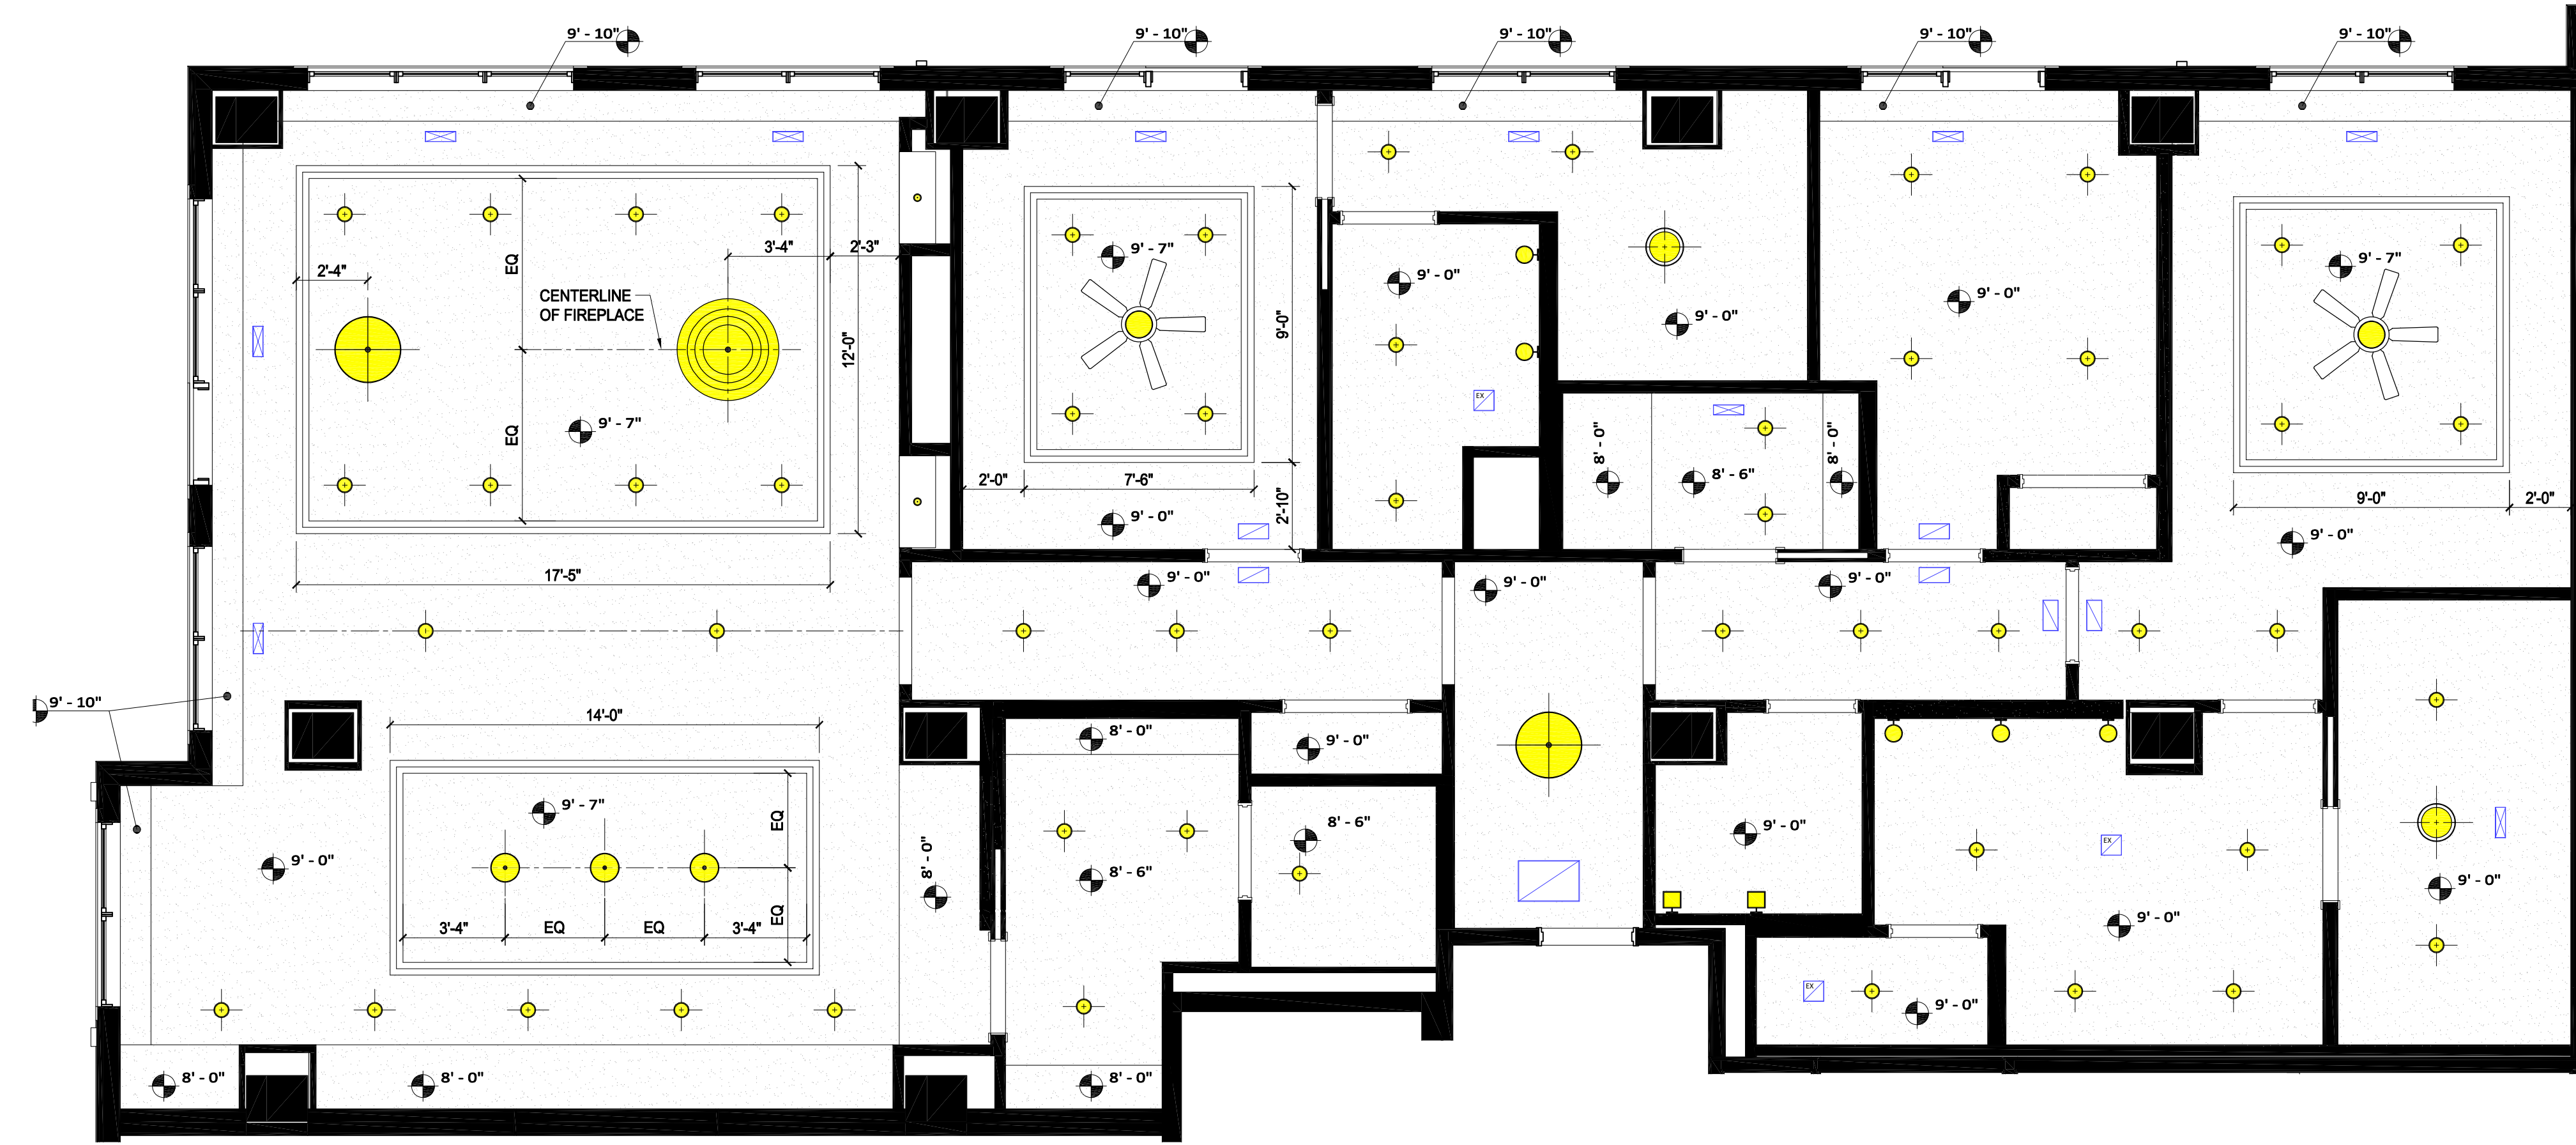 9' - 10"
9' - 10"
9' - 10"
9' - 10"
9' - 10"
3'-4"
2'-3"
2'-4"
EQ
CENTERLINE
OF FIREPLACE
12'-0"
EQ
9' - 7"
17'-5"
9' - 7"
9'-0"
2'-0"
7'-6"
2'-10"
9' - 0"
9' - 0"
EX
9' - 0"
8' - 0"
8' - 6"
8' - 0"
9' - 0"
9' - 7"
9'-0"
2'-0"
9' - 0"
9' - 0"
9' - 0"
9' - 0"
9' - 10"
14'-0"
9' - 7"
EQ
EQ
3'-4"
EQ
EQ
3'-4"
9' - 0"
8' - 0"
8' - 0"
9' - 0"
8' - 6"
8' - 6"
9' - 0"
EX
9' - 0"
9' - 0"
EX
9' - 0"
8' - 0"
8' - 0"
8' - 0"